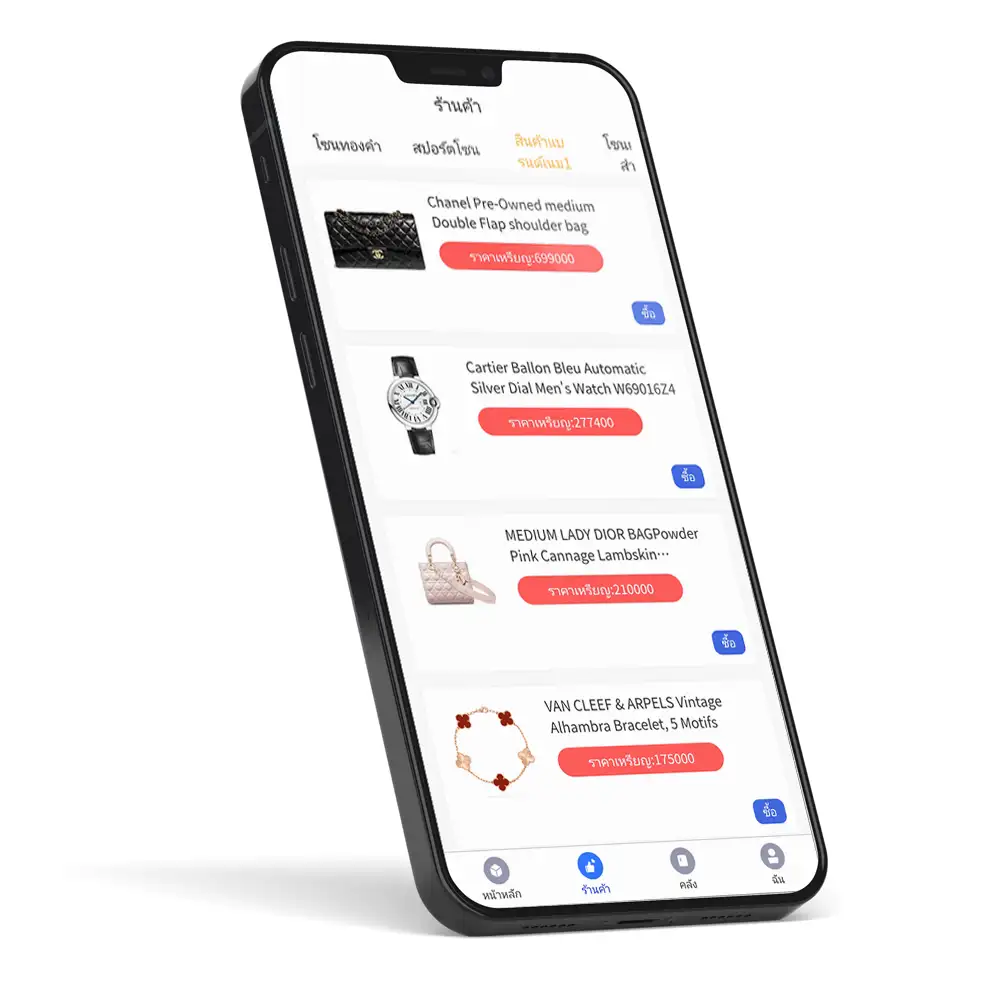 ร้านค้า
โซนทองคำ
สปอร์ตโซน
สินค้าแบ
รนด์เนม1
Chanel Pre-Owned medium
Double Flap shoulder bag
ราคาเหรียญ:699000
ซื้อ
Cartier Ballon Bleu Automatic
Silver Dial Men's Watch W69016Z4
ราคาเหรียญ:277400
ซื้อ
MEDIUM LADY DIOR BAGPowder
Pink Cannage Lambskin…
ราคาเหรียญ:210000
ซื้อ
VAN CLEEF & ARPELS Vintage
Alhambra Bracelet, 5 Motifs
ราคาเหรียญ:175000
ซื้อ
หน้าหลัก
ร้านค้า
คลัง
ฉัน